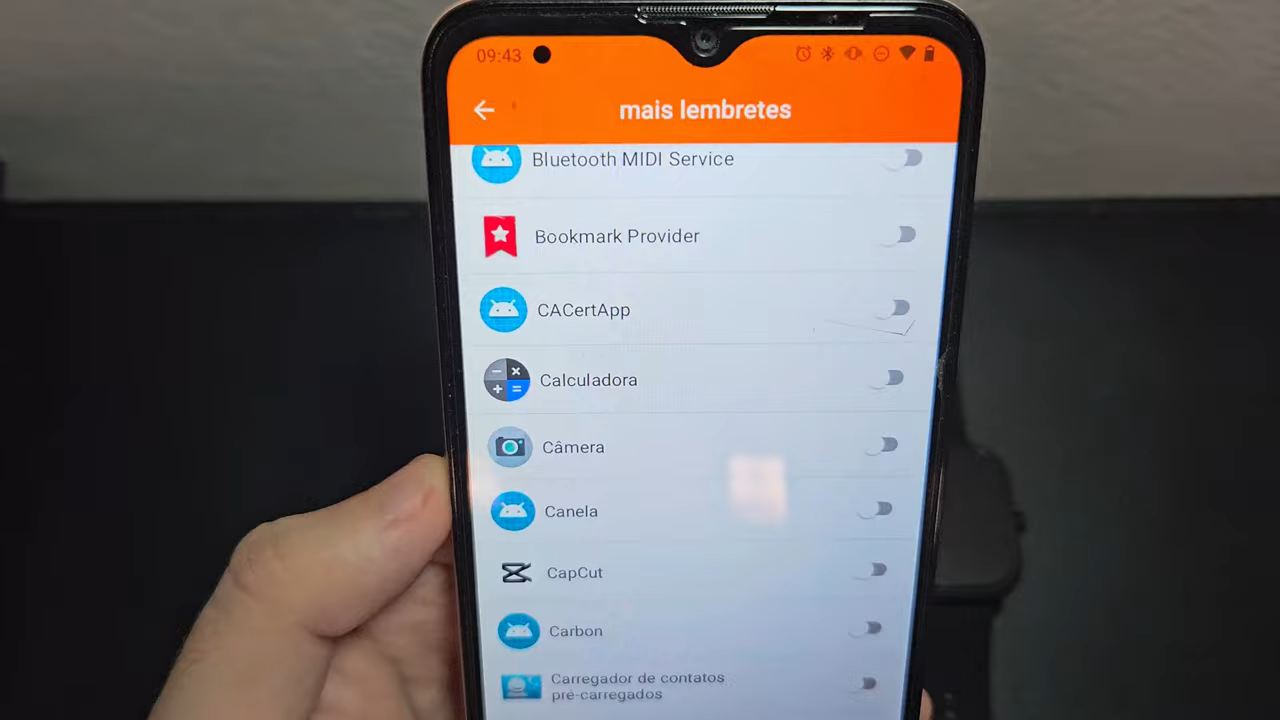 09:43
mais lembretes
Bluetooth MIDI Service
Bookmark Provider
CACertApp
Calculadora
Câmera
Canela
CapCut
Carbon
Carregador de contatos
pré-carregados